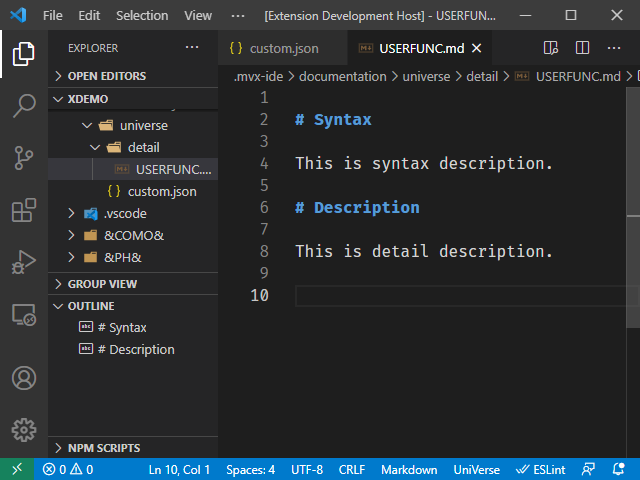 File Edit Selection ··· [Extension Development Host] - USERFUNC....
EXPLORER ···
OPEN EDITORS
XDEMO
universe
detail
USERFUNC....
custom.json
.vscode
&COMO&
&PH&
GROUP VIEW
OUTLINE
# Syntax
# Description
NPM SCRIPTS
{ } custom.json USERFUNC.md ···
.mvx-ide > documentation > universe > detail > USERFUNC.md >
1
2 # Syntax
3
4 This is syntax description.
5
6 # Description
7
8 This is detail description.
9
10
0 0 Ln 10, Col 1 Spaces: 4 UTF-8 CRLF Markdown UniVerse ESLint